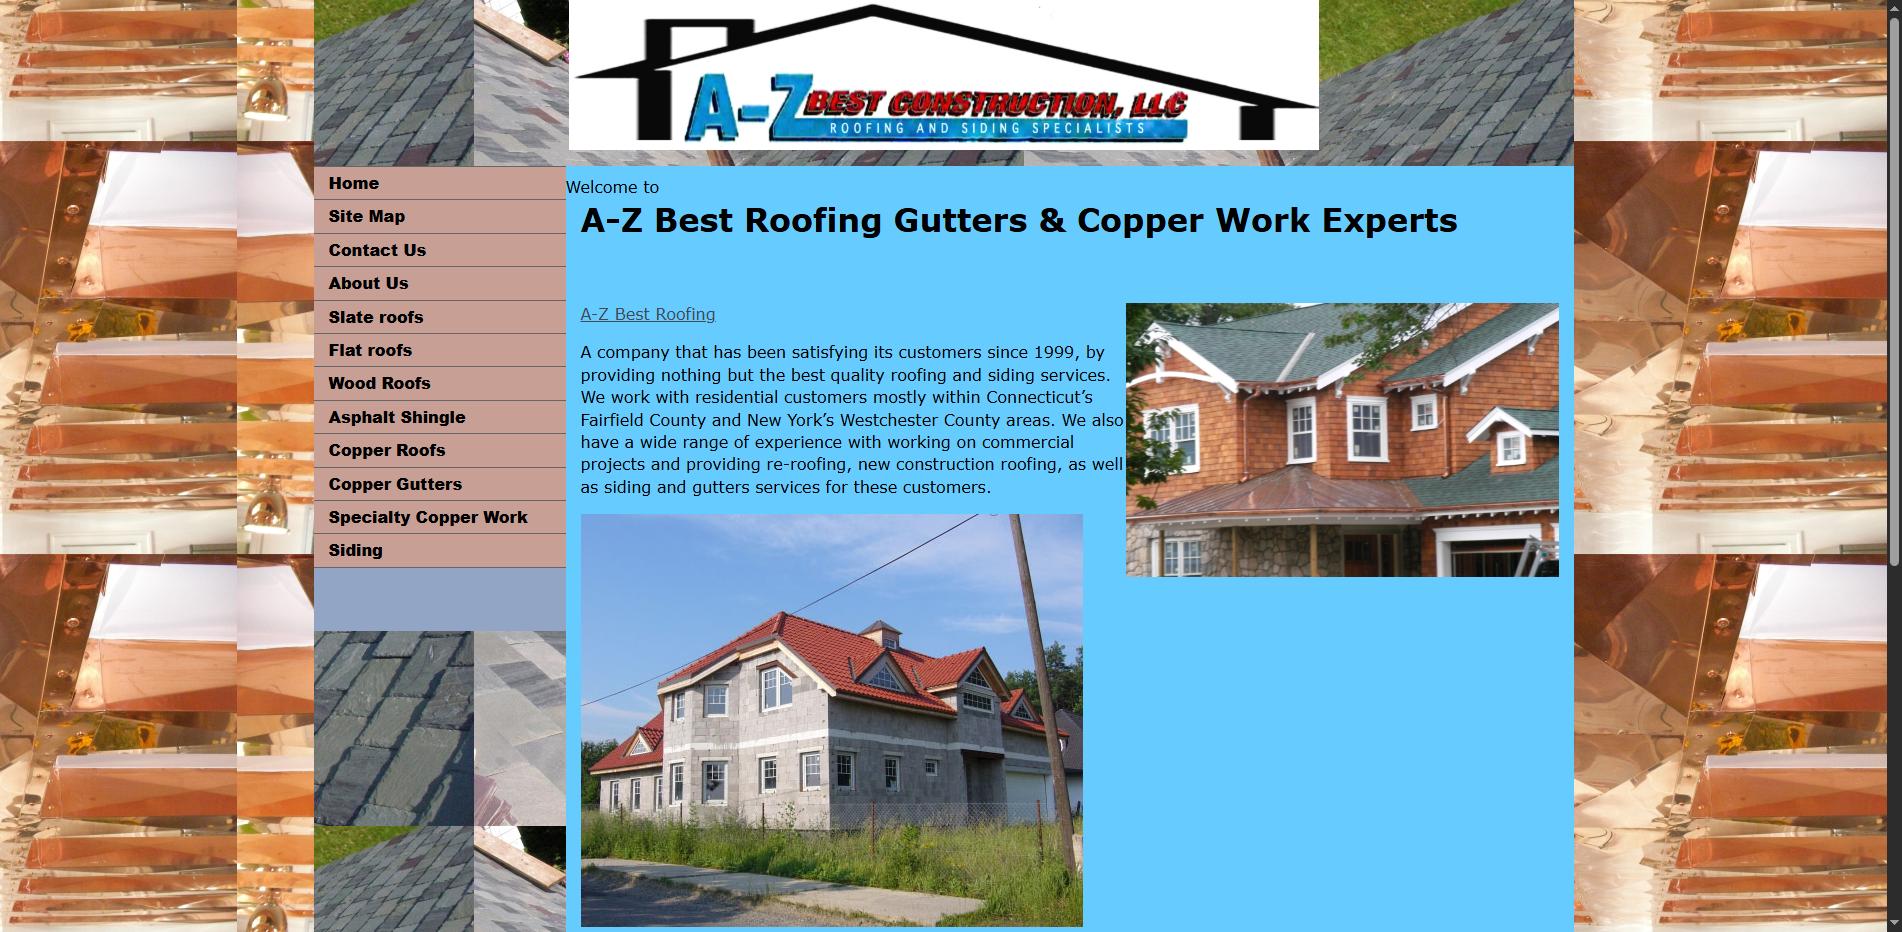 A-Z BEST CONSTRUCTION, LLC
ROOFING AND SIDING SPECIALISTS
Home
Site Map
Contact Us
About Us
Slate roofs
Flat roofs
Wood Roofs
Asphalt Shingle
Copper Roofs
Copper Gutters
Specialty Copper Work
Siding
Welcome to
A-Z Best Roofing Gutters & Copper Work Experts
A-Z Best Roofing
A company that has been satisfying its customers since 1999, by
providing nothing but the best quality roofing and siding services.
We work with residential customers mostly within Connecticut’s
Fairfield County and New York’s Westchester County areas. We also
have a wide range of experience with working on commercial
projects and providing re-roofing, new construction roofing, as well
as siding and gutters services for these customers.